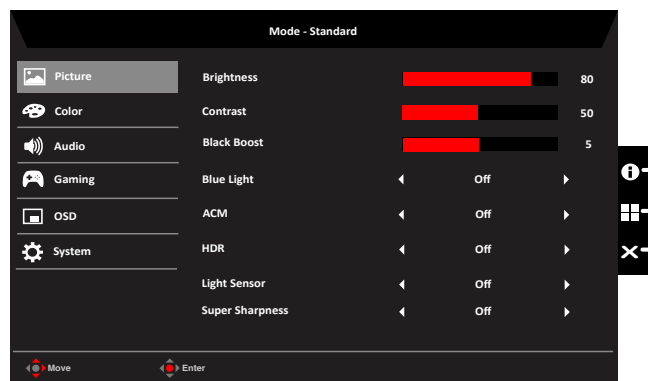 Mode - Standard
Picture
Color
Audio
Gaming
OSD
System
Brightness 80
Contrast 50
Black Boost 5
Blue Light Off
ACM Off
HDR Off
Light Sensor Off
Super Sharpness Off
Move Enter